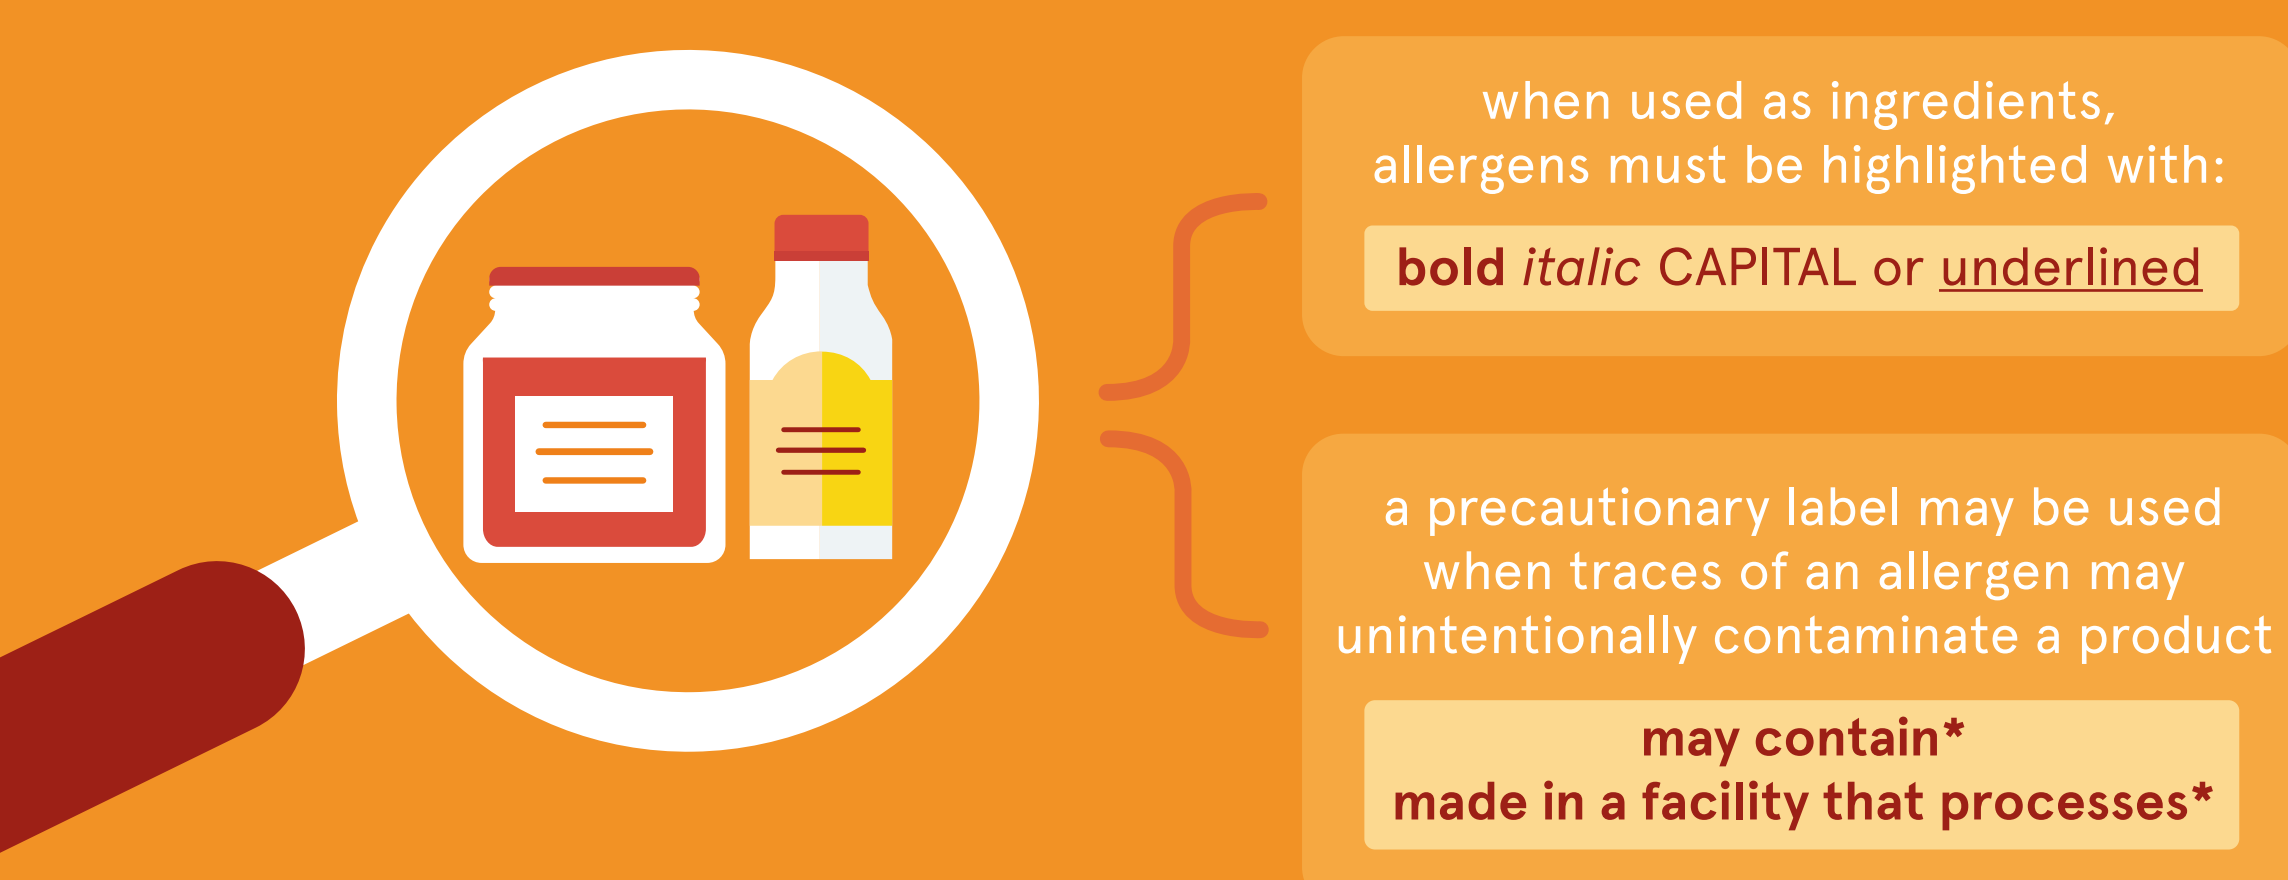 when used as ingredients,
allergens must be highlighted with:
bold italic CAPITAL or underlined
a precautionary label may be used
when traces of an allergen may
unintentionally contaminate a product
may contain*
made in a facility that processes*